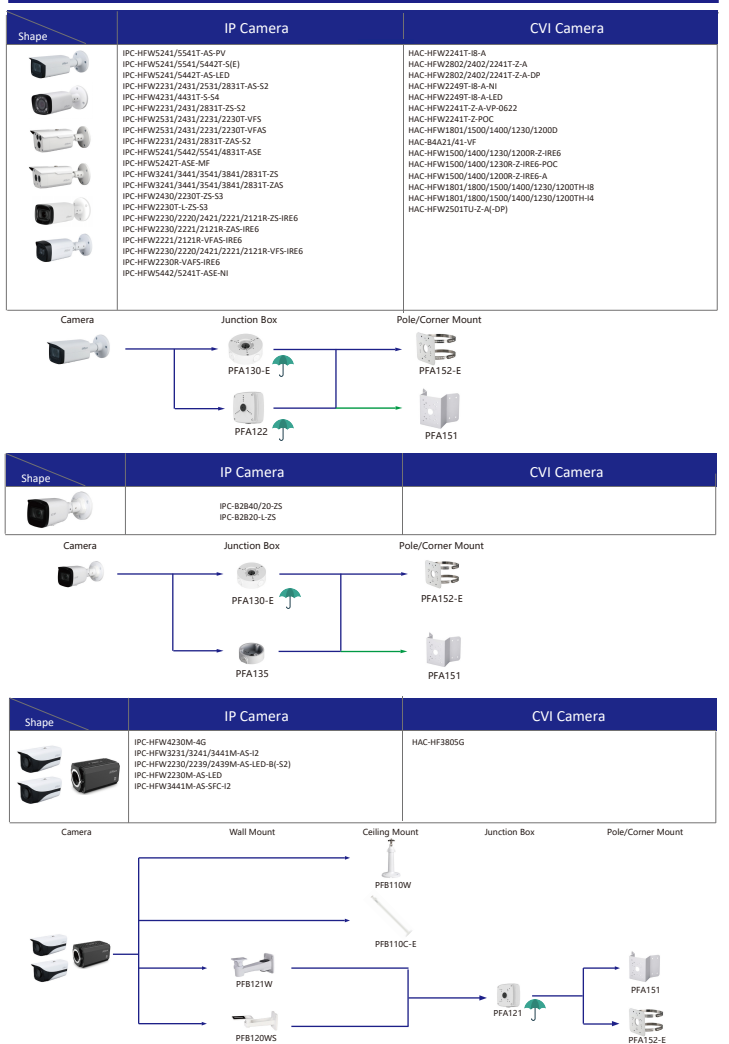 Shape
IP Camera
CVI Camera
IPC-HFW5241/5541T-AS-PV
IPC-HFW5241/5541/5442T-S(E)
IPC-HFW5241/5442T-AS-LED
IPC-HFW2231/2431/2531/2831T-AS-S2
IPC-HFW4231/4431T-S-S4
IPC-HFW2231/2431/2831T-ZS-S2
IPC-HFW2531/2431/2231/2230T-VFS
IPC-HFW2531/2431/2231/2230T-VFAS
IPC-HFW2231/2431/2831T-ZAS-S2
IPC-HFW5241/5442/5541/4831T-ASE
IPC-HFW5242T-ASE-MF
IPC-HFW3241/3441/3541/3841/2831T-ZS
IPC-HFW3241/3441/3541/3841/2831T-ZAS
IPC-HFW2430/2230T-ZS-S3
IPC-HFW2230T-L-ZS-S3
IPC-HFW2230/2220/2421/2221/2121R-ZS-IRE6
IPC-HFW2230/2221/2121R-ZAS-IRE6
IPC-HFW2221/2121R-VFAS-IRE6
IPC-HFW2230/2220/2421/2221/2121R-VFS-IRE6
IPC-HFW2230R-VAFS-IRE6
IPC-HFW5442/5241T-ASE-NI
HAC-HFW2241T-I8-A
HAC-HFW2802/2402/2241T-Z-A
HAC-HFW2802/2402/2241T-Z-A-DP
HAC-HFW2249T-I8-A-NI
HAC-HFW2249T-I8-A-LED
HAC-HFW2241T-Z-A-VP-0622
HAC-HFW2241T-Z-POC
HAC-HFW1801/1500/1400/1230/1200D
HAC-B4A21/41-VF
HAC-HFW1500/1400/1230/1200R-Z-IRE6
HAC-HFW1500/1400/1230R-Z-IRE6-POC
HAC-HFW1500/1400/1200R-Z-IRE6-A
HAC-HFW1801/1800/1500/1400/1230/1200TH-I8
HAC-HFW1801/1800/1500/1400/1230/1200TH-I4
HAC-HFW2501TU-Z-A(-DP)
Camera
Junction Box
Pole/Corner Mount
PFA130-E
PFA152-E
PFA122
PFA151
Shape
IP Camera
CVI Camera
IPC-B2B40/20-ZS
IPC-B2B20-L-ZS
Camera
Junction Box
Pole/Corner Mount
PFA130-E
PFA152-E
PFA135
PFA151
Shape
IP Camera
CVI Camera
IPC-HFW4230M-4G
IPC-HFW3231/3241/3441M-AS-I2
IPC-HFW2230/2239/2439M-AS-LED-B(-S2)
IPC-HFW2230M-AS-LED
IPC-HFW3441M-AS-SFC-I2
HAC-HF3805G
Camera
Wall Mount
Ceiling Mount
Junction Box
Pole/Corner Mount
PFB110W
PFB110C-E
PFB121W
PFA121
PFA151
PFB120WS
PFA152-E